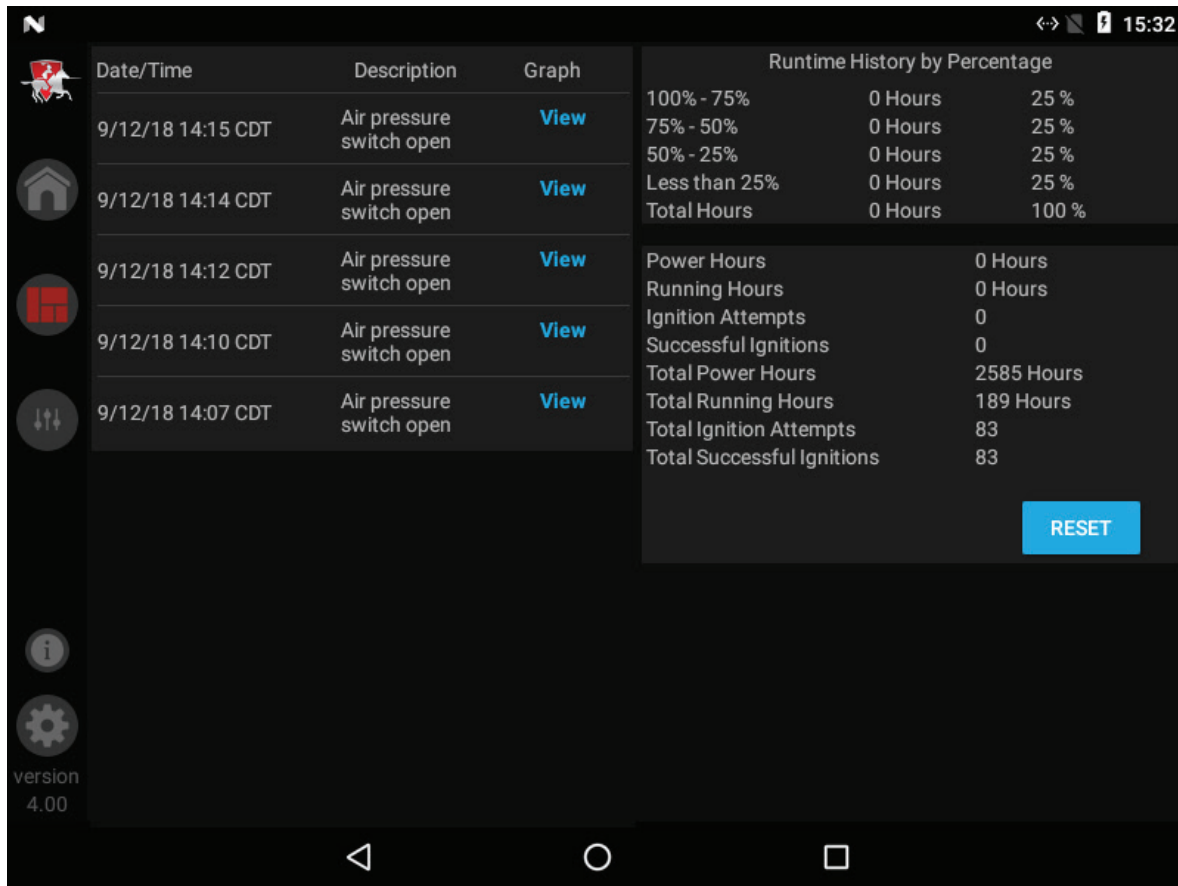 15:32
Date/Time Description Graph
9/12/18 14:15 CDT Air pressure switch open View
9/12/18 14:14 CDT Air pressure switch open View
9/12/18 14:12 CDT Air pressure switch open View
9/12/18 14:10 CDT Air pressure switch open View
9/12/18 14:07 CDT Air pressure switch open View
Runtime History by Percentage
100% - 75% 0 Hours 25 %
75% - 50% 0 Hours 25 %
50% - 25% 0 Hours 25 %
Less than 25% 0 Hours 25 %
Total Hours 0 Hours 100 %
Power Hours 0 Hours
Running Hours 0 Hours
Ignition Attempts 0
Successful Ignitions 0
Total Power Hours 2585 Hours
Total Running Hours 189 Hours
Total Ignition Attempts 83
Total Successful Ignitions 83
RESET
version
4.00